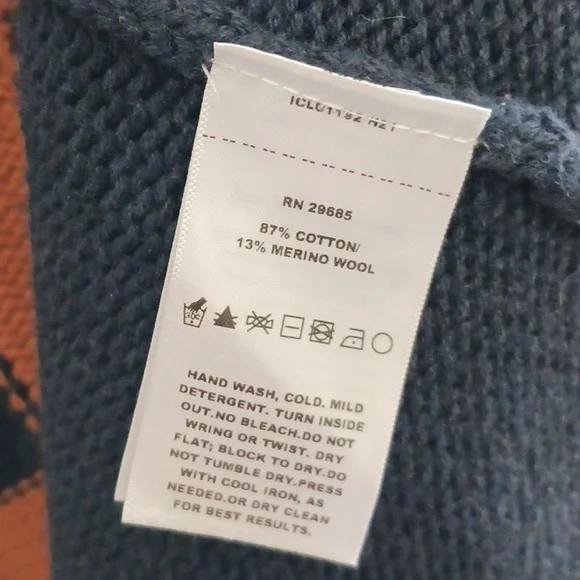 RN 29685
87% COTTON/
13% MERINO WOOL
HAND WASH, COLD. MILD
DETERGENT. TURN INSIDE
OUT.NO BLEACH.DO NOT
WRING OR TWIST. DRY
FLAT; BLOCK TO DRY.DO
NOT TUMBLE DRY.PRESS
WITH COOL IRON, AS
NEEDED.OR DRY CLEAN
FOR BEST RESULTS.